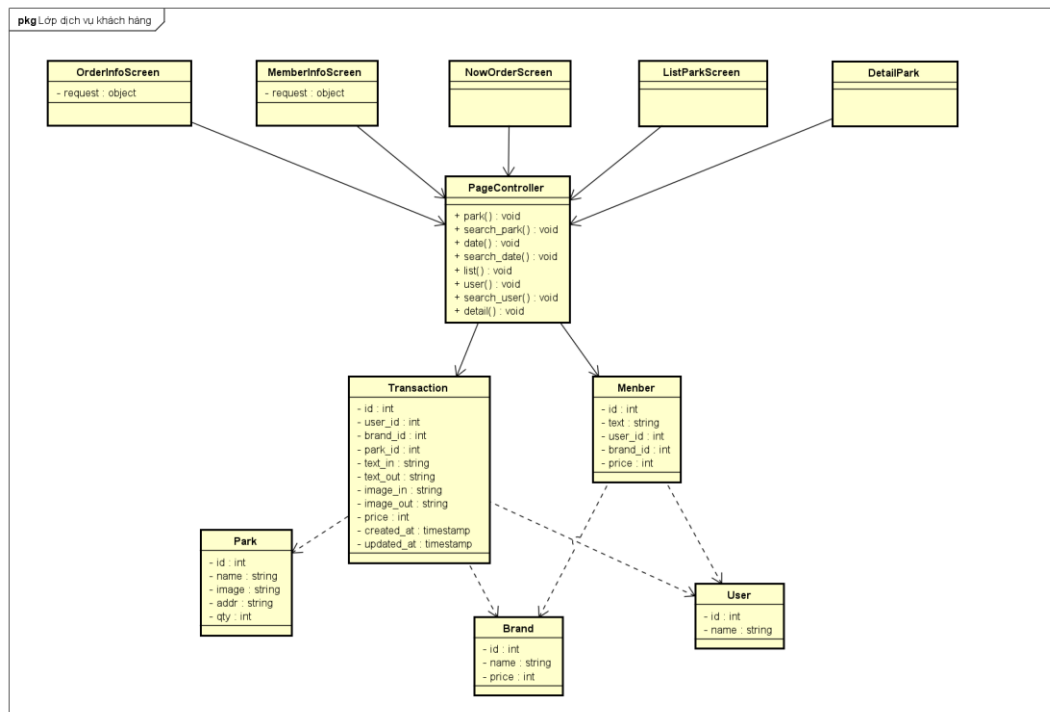 pkg Lớp dịch vụ khách hàng
OrderInfoScreen
- request : object
MemberInfoScreen
- request : object
NowOrderScreen
ListParkScreen
DetailPark
PageController
+ park() : void
+ search_park() : void
+ date() : void
+ search_date() : void
+ list() : void
+ user() : void
+ search_user() : void
+ detail() : void
Transaction
- id : int
- user_id : int
- brand_id : int
- park_id : int
- text_in : string
- text_out : string
- image_in : string
- image_out : string
- price : int
- created_at : timestamp
- updated_at : timestamp
Menber
- id : int
- text : string
- user_id : int
- brand_id : int
- price : int
Park
- id : int
- name : string
- image : string
- addr : string
- qty : int
Brand
- id : int
- name : string
- price : int
User
- id : int
- name : string